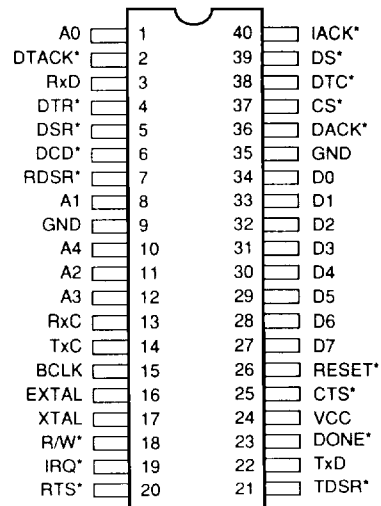 A0 1 40 IACK*
DTACK* 2 39 DS*
RxD 3 38 DTC*
DTR* 4 37 CS*
DSR* 5 36 DACK*
DCD* 6 35 GND
RDSR* 7 34 D0
A1 8 33 D1
GND 9 32 D2
A4 10 31 D3
A2 11 30 D4
A3 12 29 D5
RxC 13 28 D6
TxC 14 27 D7
BCLK 15 26 RESET*
EXTAL 16 25 CTS*
XTAL 17 24 VCC
R/W* 18 23 DONE*
IRQ* 19 22 TxD
RTS* 20 21 TDSR*